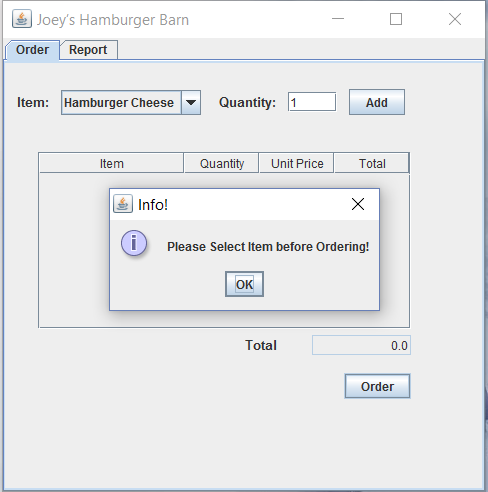 Joey's Hamburger Barn
Order Report
Item: Hamburger Cheese Quantity: 1 Add
Item Quantity Unit Price Total
Info!
Please Select Item before Ordering!
OK
Total 0.0
Order